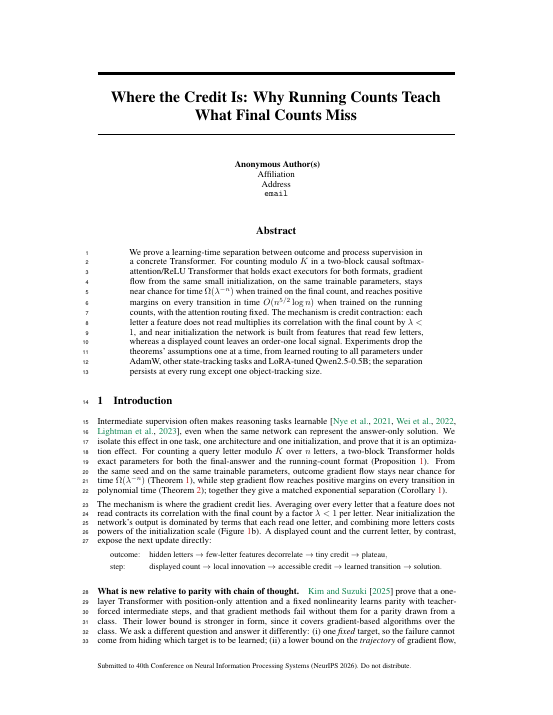 Where the Credit Is: Why Running Counts Teach
What Final Counts Miss
Anonymous Author(s)
Affiliation
Address
email
Abstract
1 We prove a learning-time separation between outcome and process supervision in
2 a concrete Transformer. For counting modulo K in a two-block causal softmax-
3 attention/ReLU Transformer that holds exact executors for both formats, gradient
4 flow from the same small initialization, on the same trainable parameters, stays
5 near chance for time Ω(λ⁻ⁿ) when trained on the final count, and reaches positive
6 margins on every transition in time O(n^{5/2} log n) when trained on the running
7 counts, with the attention routing fixed. The mechanism is credit contraction: each
8 letter a feature does not read multiplies its correlation with the final count by λ <
9 1, and near initialization the network is built from features that read few letters,
10 whereas a displayed count leaves an order-one local signal. Experiments drop the
11 theorems' assumptions one at a time, from learned routing to all parameters under
12 AdamW, other state-tracking tasks and LoRA-tuned Qwen2.5-0.5B; the separation
13 persists at every rung except one object-tracking size.
14 1 Introduction
15 Intermediate supervision often makes reasoning tasks learnable [Nye et al., 2021, Wei et al., 2022,
16 Lightman et al., 2023], even when the same network can represent the answer-only solution. We
17 isolate this effect in one task, one architecture and one initialization, and prove that it is an optimiza-
18 tion effect. For counting a query letter modulo K over n letters, a two-block Transformer holds
19 exact parameters for both the final-answer and the running-count format (Proposition 1). From
20 the same seed and on the same trainable parameters, outcome gradient flow stays near chance for
21 time Ω(λ⁻ⁿ) (Theorem 1), while step gradient flow reaches positive margins on every transition in
22 polynomial time (Theorem 2); together they give a matched exponential separation (Corollary 1).
23 The mechanism is where the gradient credit lies. Averaging over every letter that a feature does not
24 read contracts its correlation with the final count by a factor λ < 1 per letter. Near initialization the
25 network's output is dominated by terms that each read one letter, and combining more letters costs
26 powers of the initialization scale (Figure 1b). A displayed count and the current letter, by contrast,
27 expose the next update directly:
outcome: hidden letters → few-letter features decorrelate → tiny credit → plateau,
step: displayed count → local innovation → accessible credit → learned transition → solution.
28 What is new relative to parity with chain of thought. Kim and Suzuki [2025] prove that a one-
29 layer Transformer with position-only attention and a fixed nonlinearity learns parity with teacher-
30 forced intermediate steps, and that gradient methods fail without them for a parity drawn from a
31 class. Their lower bound is stronger in form, since it covers gradient-based algorithms over the
32 class. We ask a different question and answer it differently: (i) one fixed target, so the failure cannot
33 come from hiding which target is to be learned; (ii) a lower bound on the trajectory of gradient flow,
Submitted to 40th Conference on Neural Information Processing Systems (NeurIPS 2026). Do not distribute.